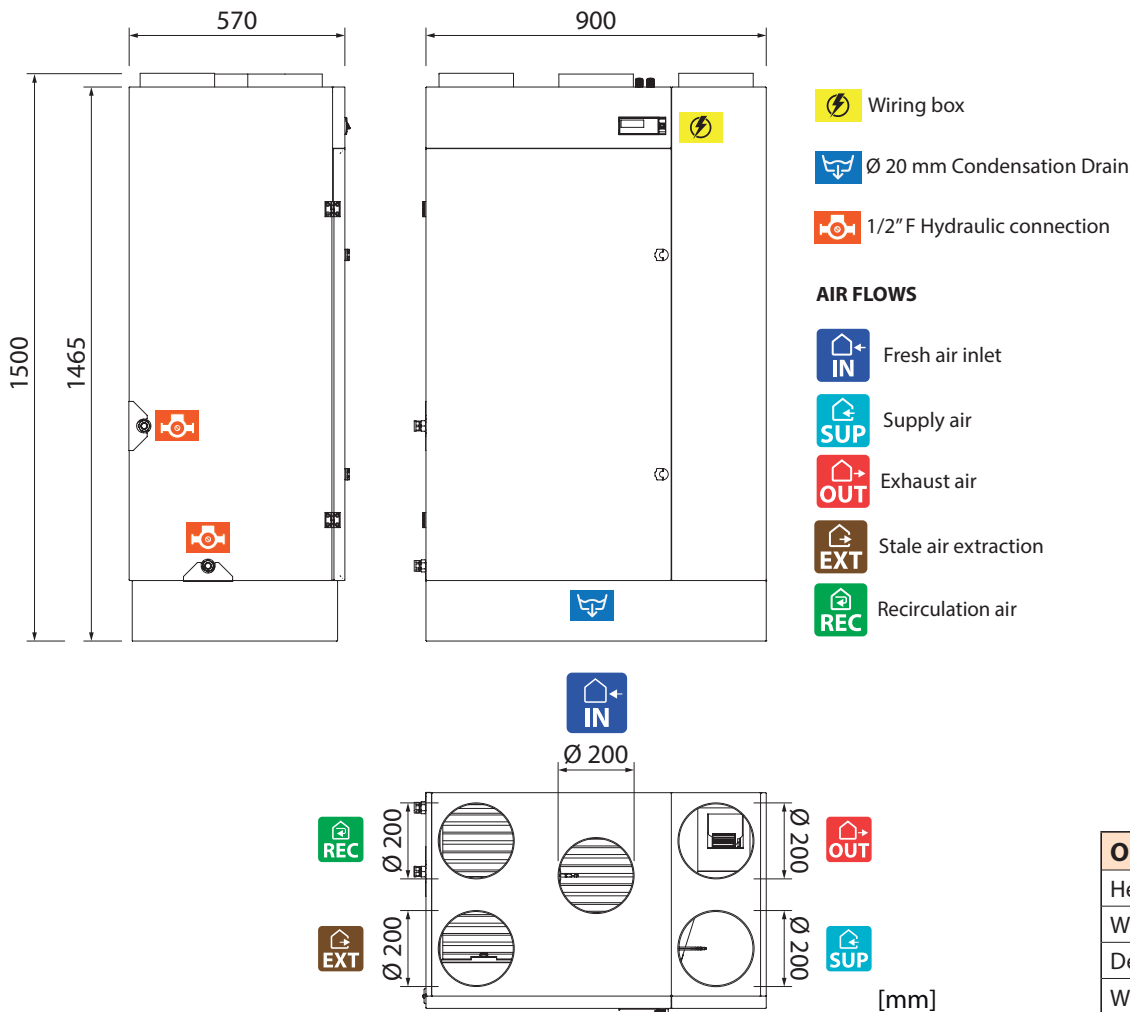 570
900
1500
1465
Wiring box
Ø 20 mm Condensation Drain
1/2” F Hydraulic connection
AIR FLOWS
IN Fresh air inlet
SUP Supply air
OUT Exhaust air
EXT Stale air extraction
REC Recirculation air
IN
Ø 200
REC
Ø 200
Ø 200
OUT
EXT
Ø 200
Ø 200
SUP
[mm]